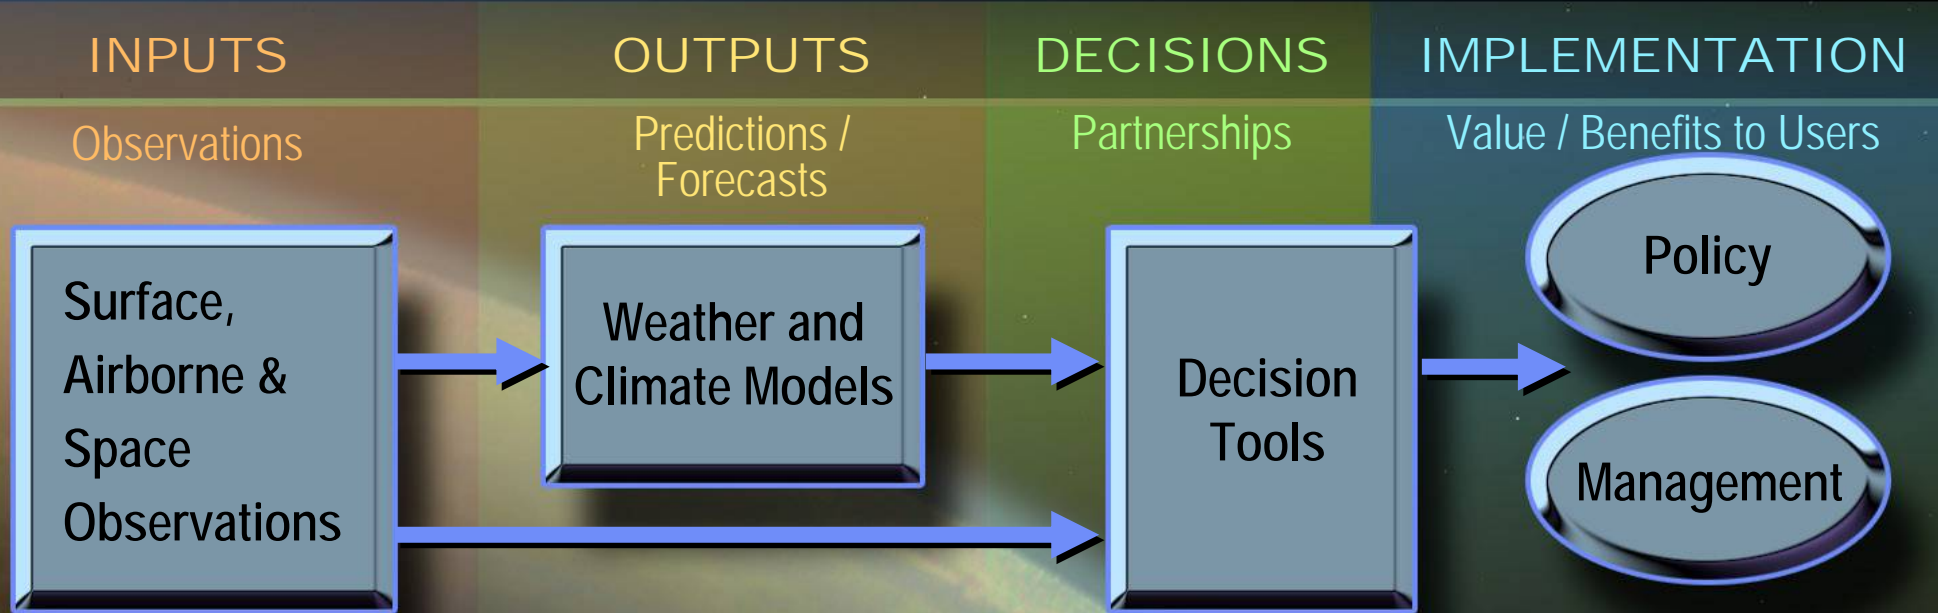 INPUTS
OUTPUTS
DECISIONS
IMPLEMENTATION
Observations
Predictions /
Forecasts
Partnerships
Value / Benefits to Users
Surface,
Airborne &
Space
Observations
Weather and
Climate Models
Decision
Tools
Policy
Management